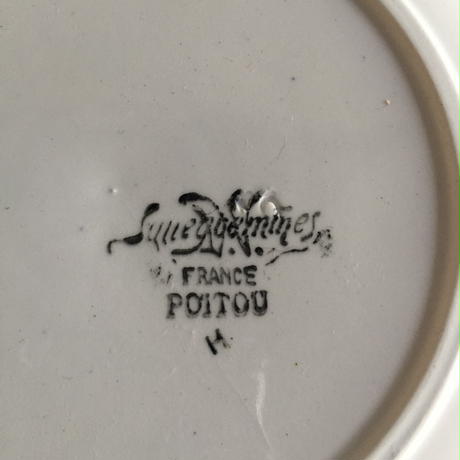 Sarreguemines
FRANCE
POITOU
H